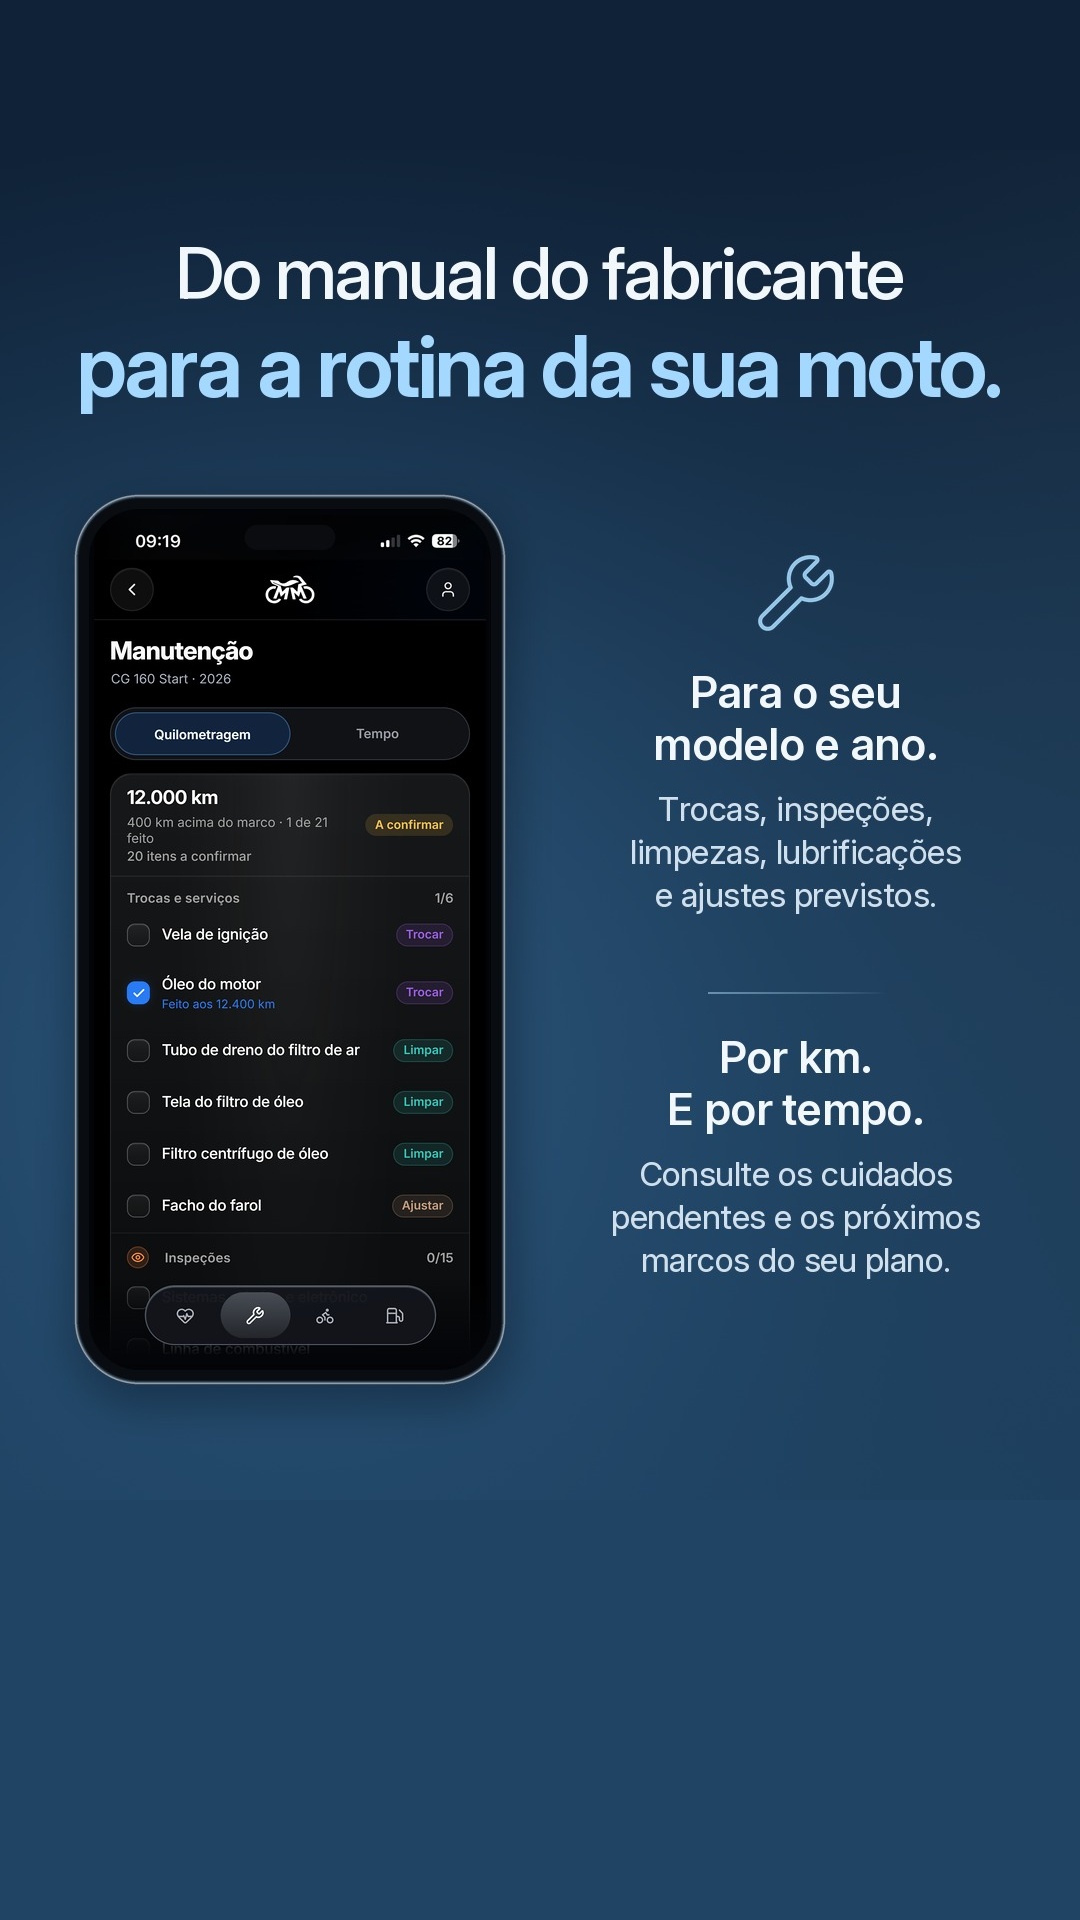 Do manual do fabricante
para a rotina da sua moto.
09:19
82
MM
Manutenção
CG 160 Start · 2026
Quilometragem
Tempo
12.000 km
400 km acima do marco · 1 de 21
feito
20 itens a confirmar
A confirmar
Trocas e serviços
1/6
Vela de ignição
Trocar
Óleo do motor
Feito aos 12.400 km
Trocar
Tubo de dreno do filtro de ar
Limpar
Tela do filtro de óleo
Limpar
Filtro centrífugo de óleo
Limpar
Facho do farol
Ajustar
Inspeções
0/15
Linha de combustível
Para o seu
modelo e ano.
Trocas, inspeções,
limpezas, lubrificações
e ajustes previstos.
Por km.
E por tempo.
Consulte os cuidados
pendentes e os próximos
marcos do seu plano.